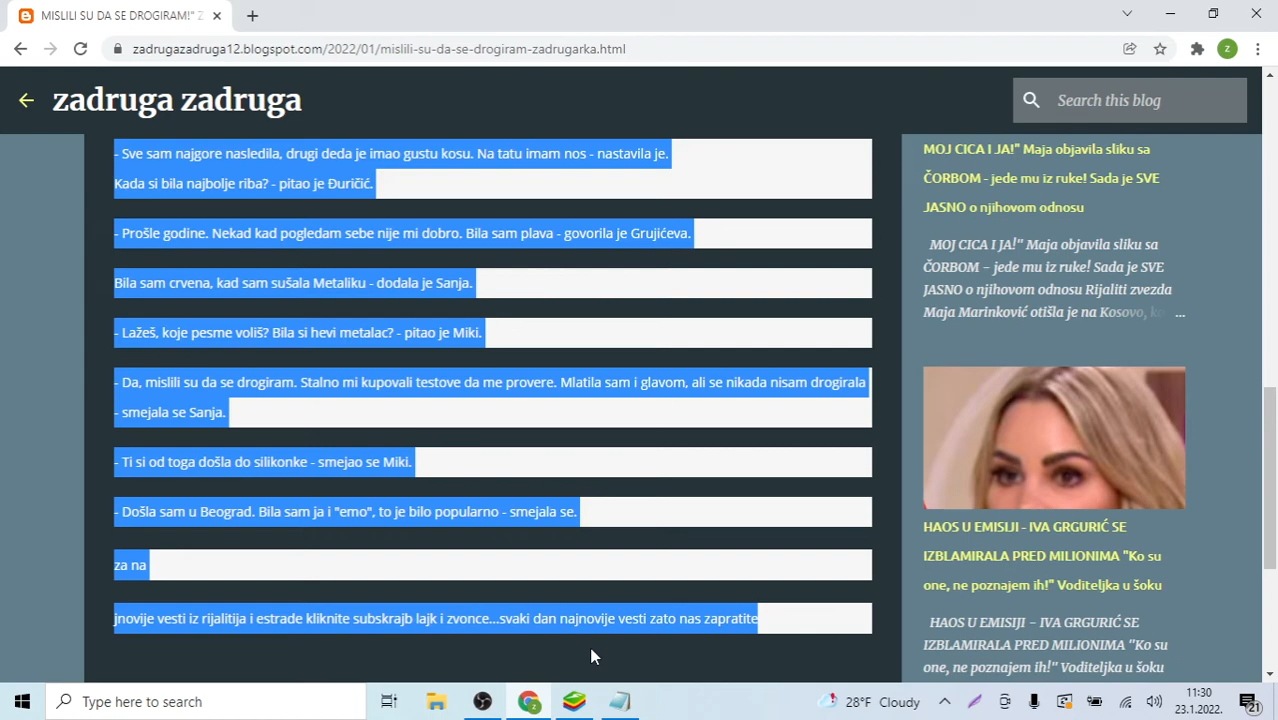 MISLILI SU DA SE DROGIRAM!" Z
zadrugazadruga12.blogspot.com/2022/01/mislili-su-da-se-drogiram-zadrugarka.html
z
zadruga zadruga
Search this blog
- Sve sam najgore nasledila, drugi deda je imao gustu kosu. Na tatu imam nos - nastavila je.
Kada si bila najbolje riba? - pitao je Đuričić.
- Prošle godine. Nekad kad pogledam sebe nije mi dobro. Bila sam plava - govorila je Grujićeva.
Bila sam crvena, kad sam sušala Metaliku - dodala je Sanja.
- Lažeš, koje pesme voliš? Bila si hevi metalac? - pitao je Miki.
- Da, mislili su da se drogiram. Stalno mi kupovali testove da me provere. Mlatila sam i glavom, ali se nikada nisam drogirala
- smejala se Sanja.
- Ti si od toga došla do silikonke - smejao se Miki.
- Došla sam u Beograd. Bila sam ja i "emo", to je bilo popularno - smejala se.
za na
jnovije vesti iz rijalitija i estrade kliknite subskrajb lajk i zvonce...svaki dan najnovije vesti zato nas zapratite
MOJ CICA I JA!" Maja objavila sliku sa
ČORBOM - jede mu iz ruke! Sada je SVE
JASNO o njihovom odnosu
MOJ CICA I JA!" Maja objavila sliku sa
ČORBOM - jede mu iz ruke! Sada je SVE
JASNO o njihovom odnosu Rijaliti zvezda
Maja Marinković otišla je na Kosovo, k ...
HAOS U EMISIJI - IVA GRGURIĆ SE
IZBLAMIRALA PRED MILIONIMA "Ko su
one, ne poznajem ih!" Voditeljka u šoku
HAOS U EMISIJI - IVA GRGURIĆ SE
IZBLAMIRALA PRED MILIONIMA "Ko su
one, ne poznajem ih!" Voditeljka u šoku
Type here to search
z
28°F Cloudy
11:30
23.1.2022.
21